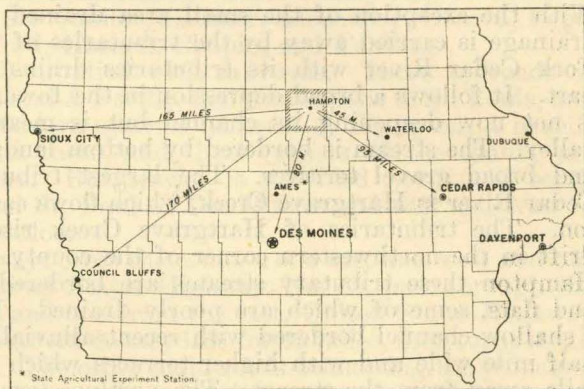 HAMPTON
165 MILES
SIOUX CITY
45 M.
WATERLOO
DUBUQUE
80 M.
95 MILES
170 MILES
AMES
CEDAR RAPIDS
DES MOINES
DAVENPORT
COUNCIL BLUFFS
* State Agricultural Experiment Station.